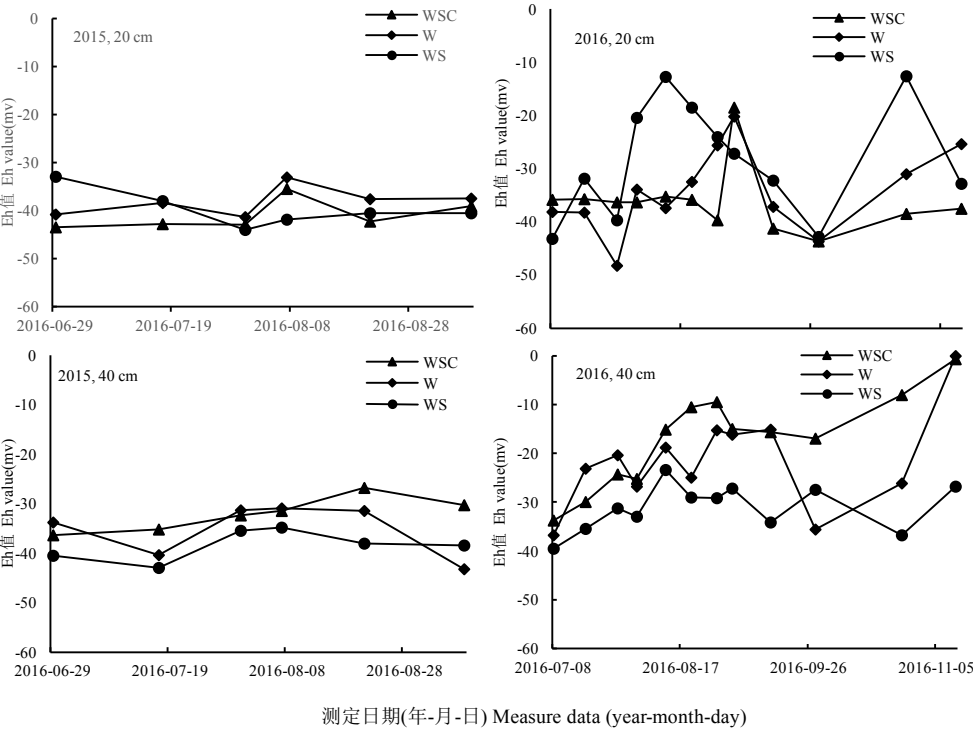 2015, 20 cm
WSC
W
WS
Eh值 Eh value(mv)
0
-10
-20
-30
-40
-50
-60
2016-06-29 2016-07-19 2016-08-08 2016-08-28
2016, 20 cm
WSC
W
WS
Eh值 Eh value(mv)
0
-10
-20
-30
-40
-50
-60
2015, 40 cm
WSC
W
WS
Eh值 Eh value(mv)
0
-10
-20
-30
-40
-50
-60
2016-06-29 2016-07-19 2016-08-08 2016-08-28
2016, 40 cm
WSC
W
WS
Eh值 Eh value(mv)
0
-10
-20
-30
-40
-50
-60
2016-07-08 2016-08-17 2016-09-26 2016-11-05
测定日期(年-月-日) Measure data (year-month-day)